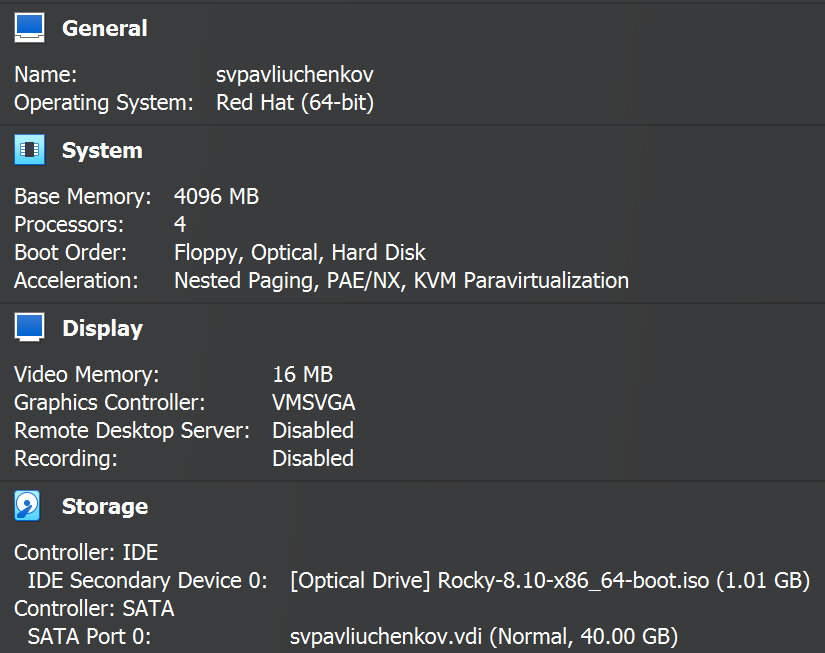 General
Name: svpavliuchenkov
Operating System: Red Hat (64-bit)
System
Base Memory: 4096 MB
Processors: 4
Boot Order: Floppy, Optical, Hard Disk
Acceleration: Nested Paging, PAE/NX, KVM Paravirtualization
Display
Video Memory: 16 MB
Graphics Controller: VMSVGA
Remote Desktop Server: Disabled
Recording: Disabled
Storage
Controller: IDE
IDE Secondary Device 0: [Optical Drive] Rocky-8.10-x86_64-boot.iso (1.01 GB)
Controller: SATA
SATA Port 0: svpavliuchenkov.vdi (Normal, 40.00 GB)